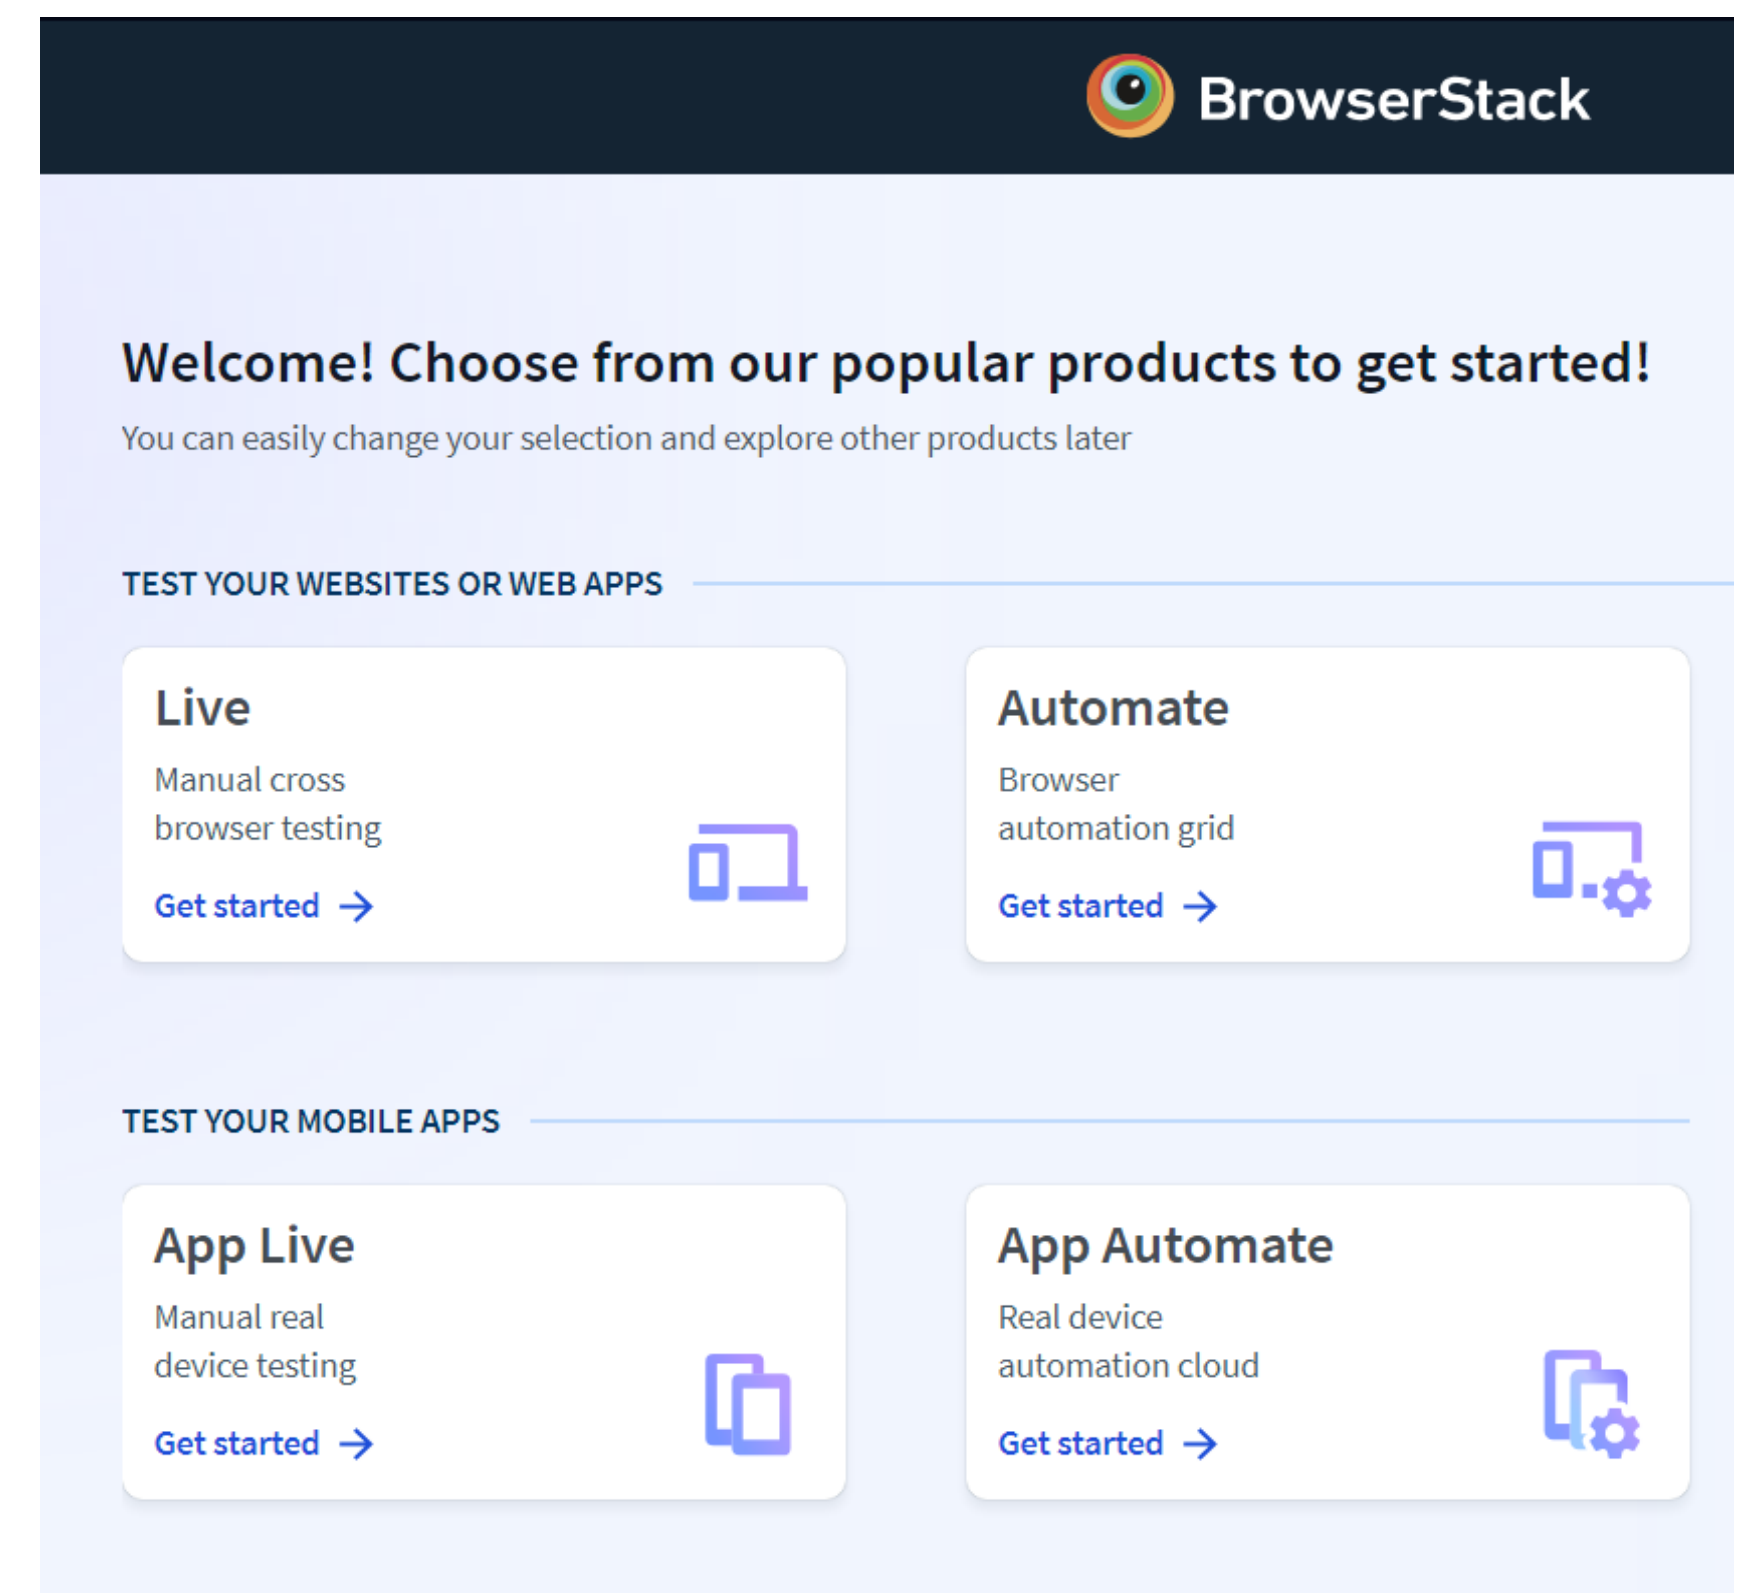 BrowserStack
Welcome! Choose from our popular products to get started!
You can easily change your selection and explore other products later
TEST YOUR WEBSITES OR WEB APPS
Live
Manual cross
browser testing
Get started →
Automate
Browser
automation grid
Get started →
TEST YOUR MOBILE APPS
App Live
Manual real
device testing
Get started →
App Automate
Real device
automation cloud
Get started →